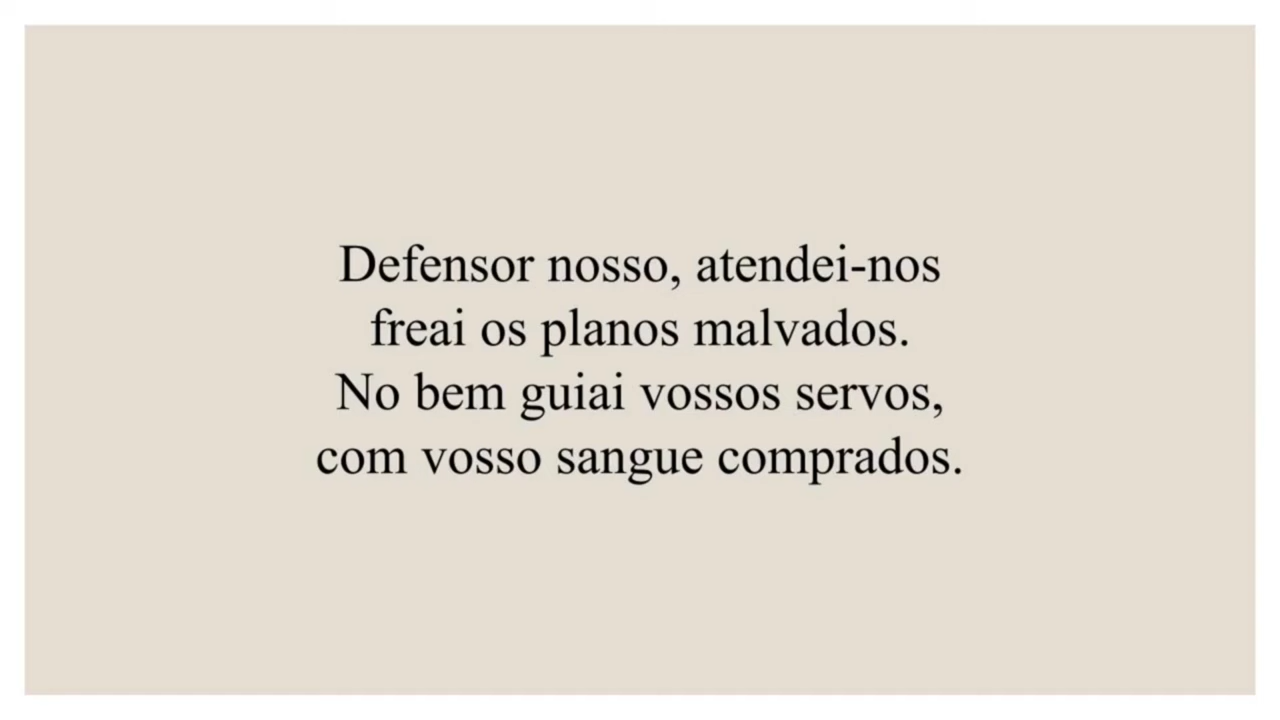 Defensor nosso, atendei-nos
freai os planos malvados.
No bem guiai vossos servos,
com vosso sangue comprados.